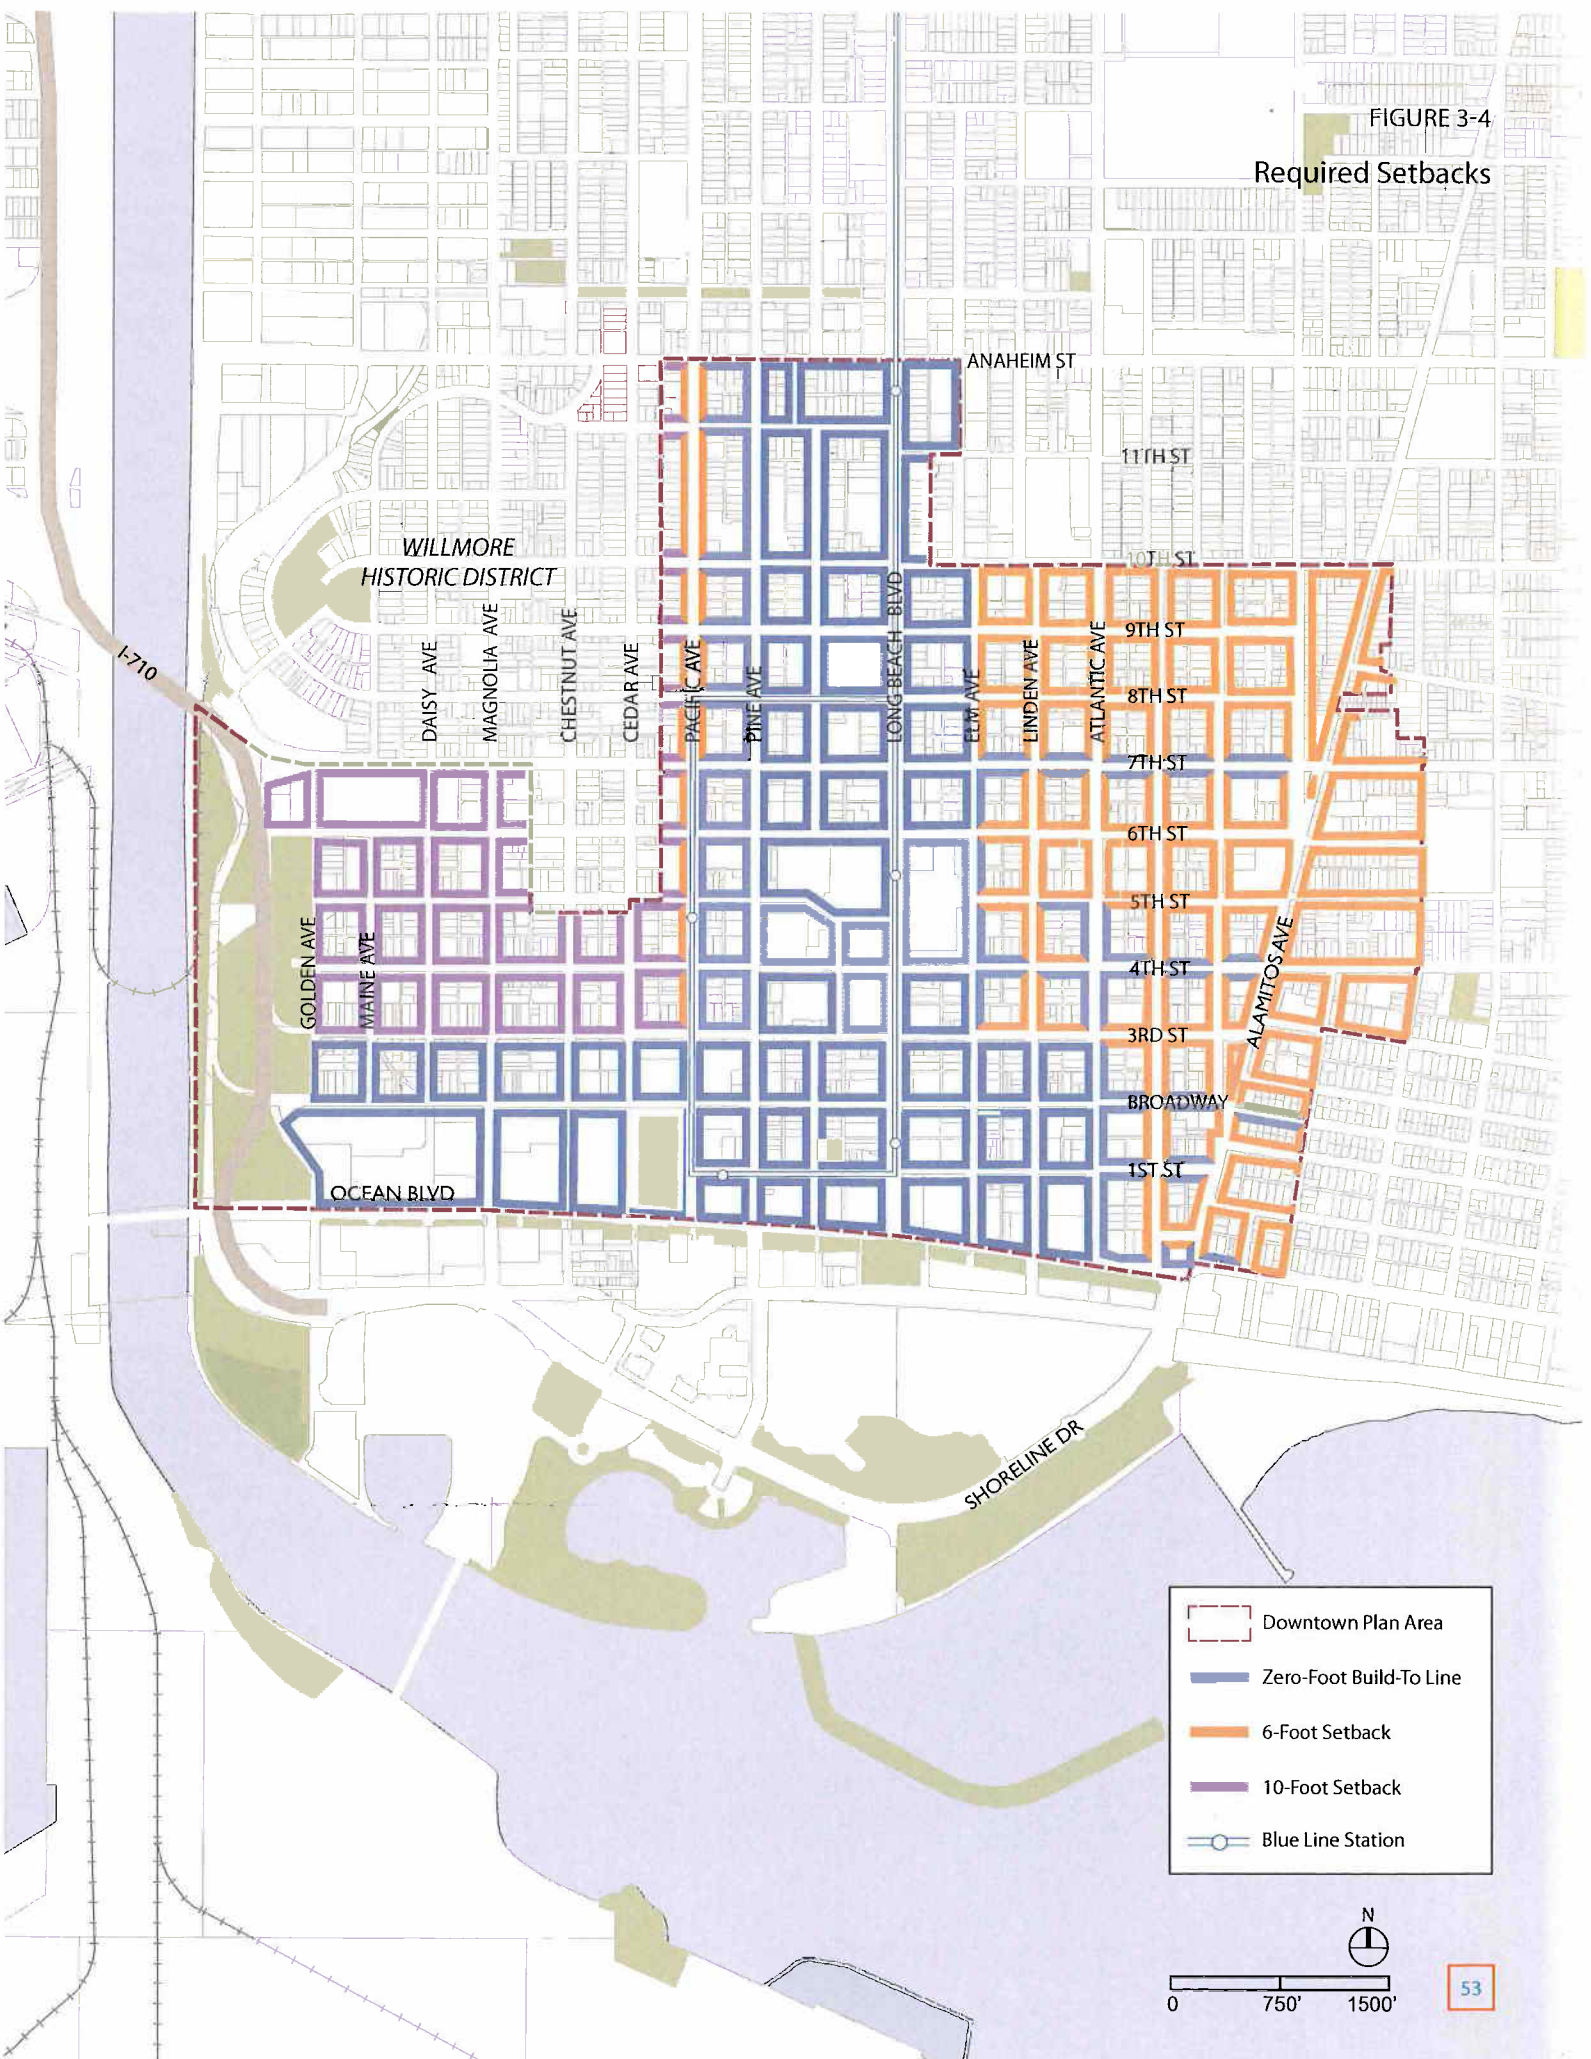 FIGURE 3-4
Required Setbacks
ANAHEIM ST
11TH ST
WILLMORE
HISTORIC DISTRICT
10TH ST
I-710
DAISY AVE
MAGNOLIA AVE
CHESTNUT AVE
CEDAR AVE
PACIFIC AVE
PINE AVE
LONG BEACH BLVD
ELM AVE
LINDEN AVE
ATLANTIC AVE
9TH ST
8TH ST
7TH ST
6TH ST
5TH ST
GOLDEN AVE
MAINE AVE
4TH ST
ALAMITOS AVE
3RD ST
BROADWAY
1ST ST
OCEAN BLVD
SHORELINE DR
Downtown Plan Area
Zero-Foot Build-To Line
6-Foot Setback
10-Foot Setback
Blue Line Station
N
0 750' 1500'
53